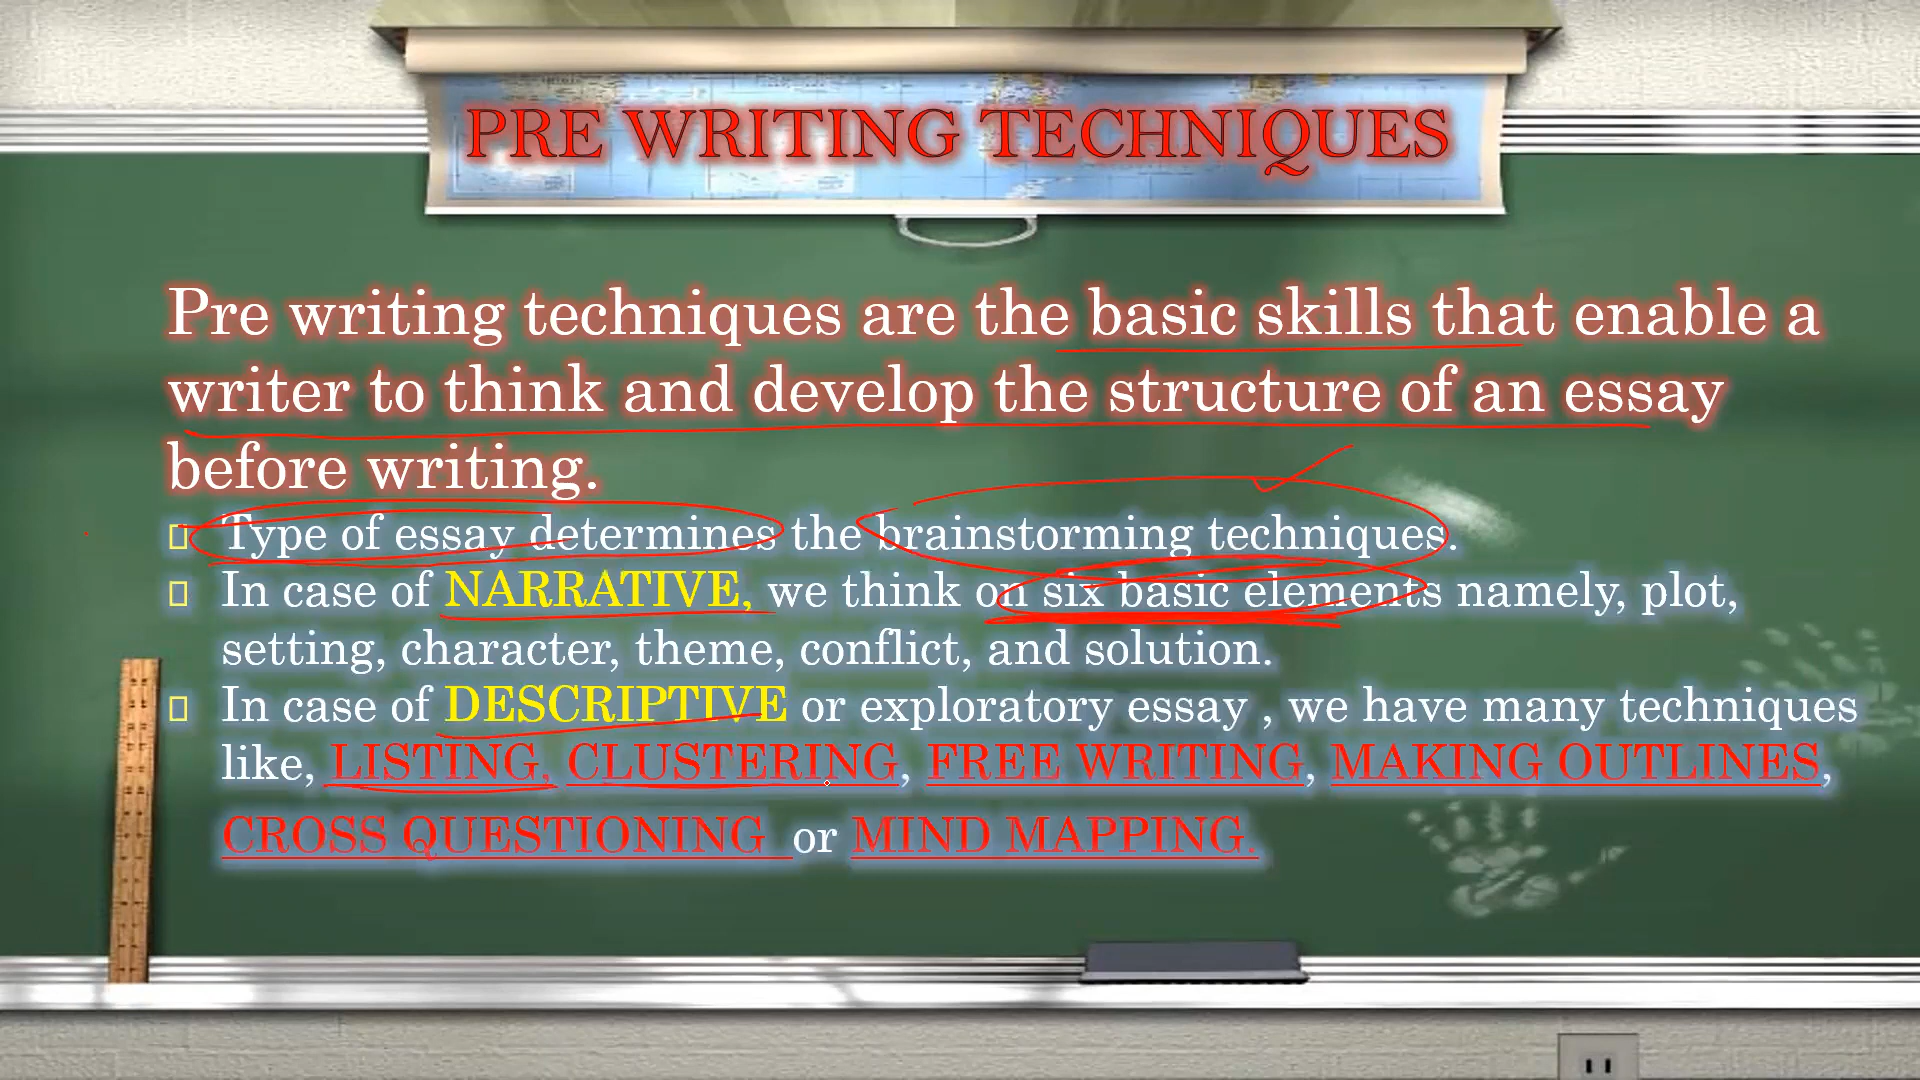 PRE WRITING TECHNIQUES
Pre writing techniques are the basic skills that enable a
writer to think and develop the structure of an essay
before writing.
Type of essay determines the brainstorming techniques.
In case of NARRATIVE, we think on six basic elements namely, plot,
setting, character, theme, conflict, and solution.
In case of DESCRIPTIVE or exploratory essay , we have many techniques
like, LISTING, CLUSTERING, FREE WRITING, MAKING OUTLINES,
CROSS QUESTIONING or MIND MAPPING.